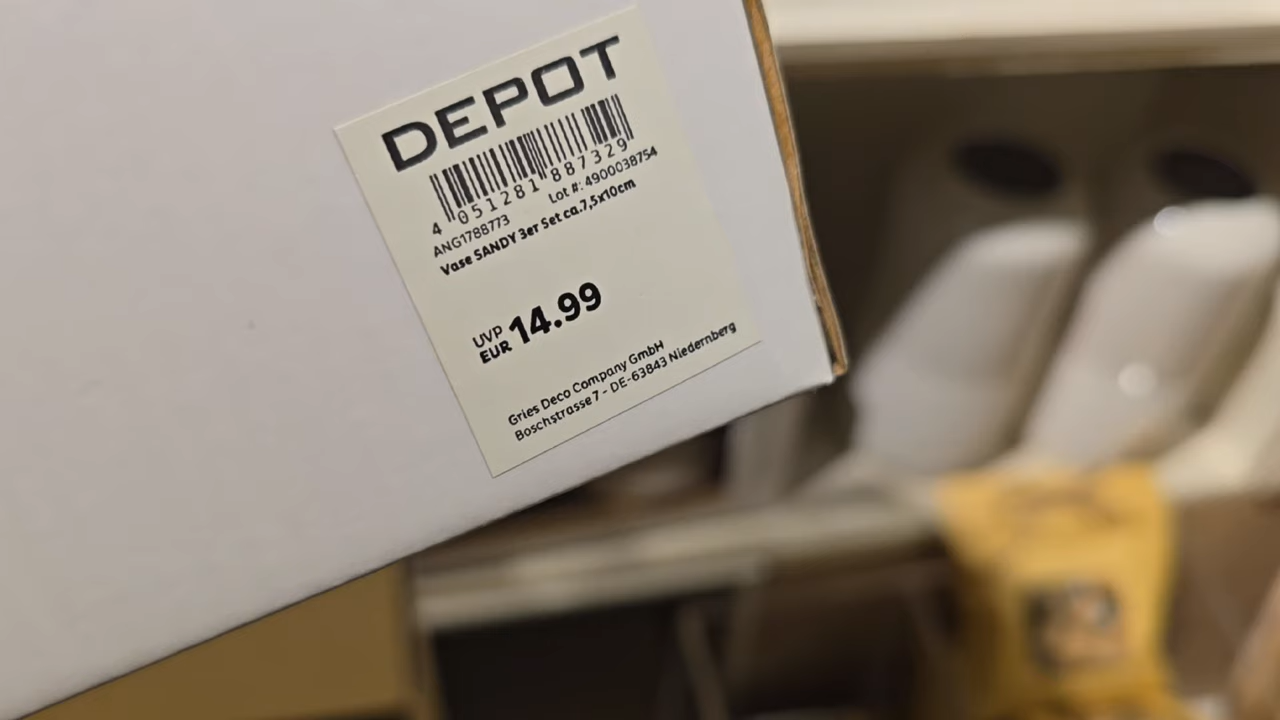 DEPOT
4 051281 887329
ANG1788773 Lot #: 4900038754
Vase SANDY 3er Set ca.7,5x10cm
UVP
EUR 14.99
Gries Deco Company GmbH
Boschstrasse 7 - DE-63843 Niedernberg